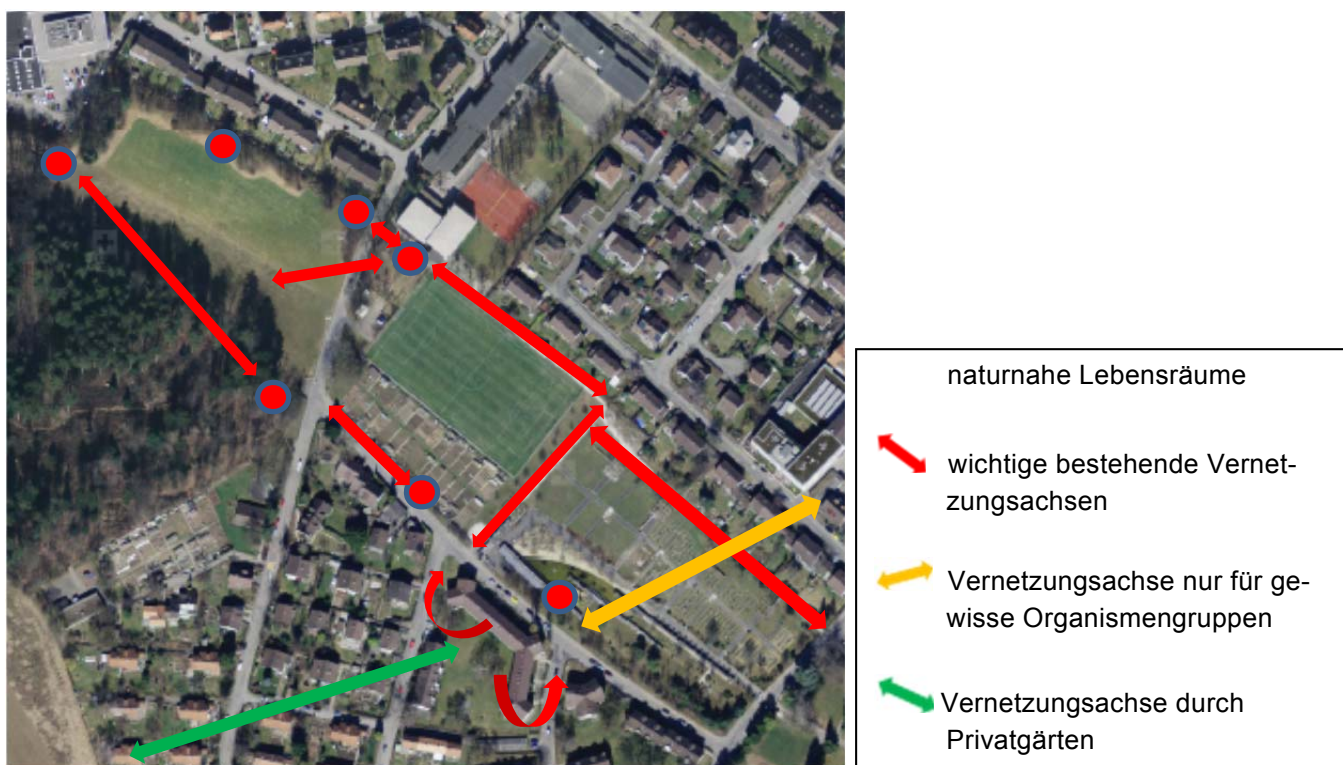 naturnahe Lebensräume
wichtige bestehende Vernet-
zungsachsen
Vernetzungsachse nur für ge-
wisse Organismengruppen
Vernetzungsachse durch
Privatgärten